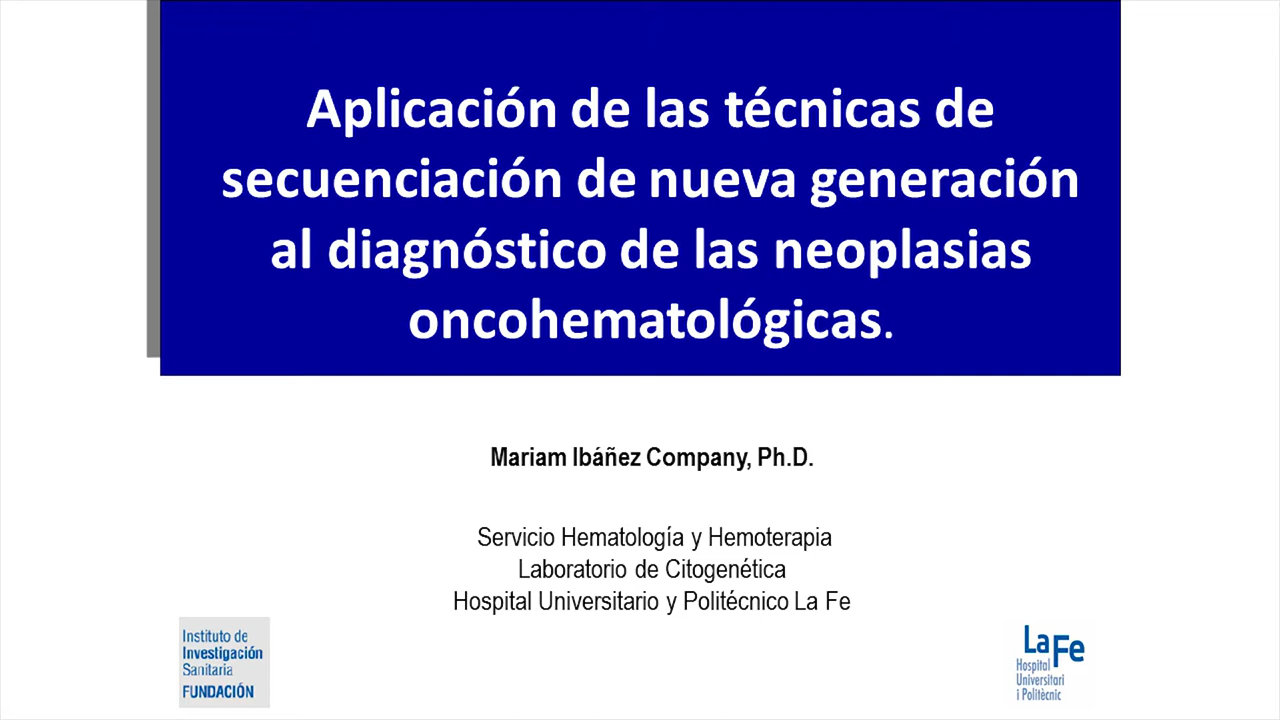 Aplicación de las técnicas de
secuenciación de nueva generación
al diagnóstico de las neoplasias
oncohematológicas.
Mariam Ibáñez Company, Ph.D.
Servicio Hematología y Hemoterapia
Laboratorio de Citogenética
Hospital Universitario y Politécnico La Fe
Instituto de
Investigación
Sanitaria
FUNDACIÓN
La Fe
Hospital
Universitari
i Politècnic